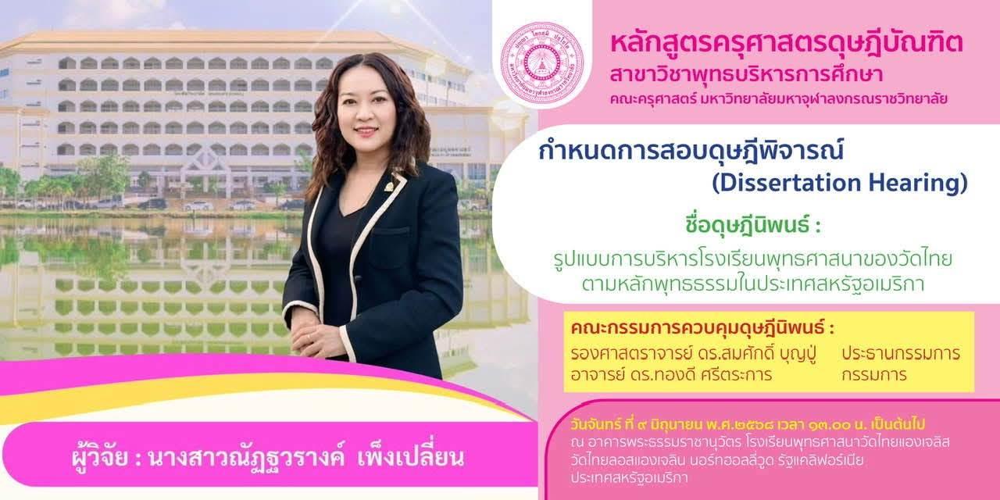 หลักสูตรครุศาสตรดุษฎีบัณฑิต
สาขาวิชาพุทธบริหารการศึกษา
คณะครุศาสตร์ มหาวิทยาลัยมหาจุฬาลงกรณราชวิทยาลัย
กำหนดการสอบดุษฎีพิจารณ์
(Dissertation Hearing)
ชื่อดุษฎีนิพนธ์ :
รูปแบบการบริหารโรงเรียนพุทธศาสนาของวัดไทย
ตามหลักพุทธธรรมในประเทศสหรัฐอเมริกา
คณะกรรมการควบคุมดุษฎีนิพนธ์ :
รองศาสตราจารย์ ดร.สมศักดิ์ บุญปู่ ประธานกรรมการ
อาจารย์ ดร.ทองดี ศรีตระการ กรรมการ
วันจันทร์ ที่ ๙ มิถุนายน พ.ศ.๒๕๖๘ เวลา ๑๓.๐๐ น. เป็นต้นไป
ณ อาคารพระธรรมราชานุวัตร โรงเรียนพุทธศาสนาวัดไทยแองเจลิส
วัดไทยลอสแองเจลิน นอร์ทฮอลลี่วูด รัฐแคลิฟอร์เนีย
ประเทศสหรัฐอเมริกา
ผู้วิจัย : นางสาวณัฏฐวรางค์ เพ็งเปลี่ยน